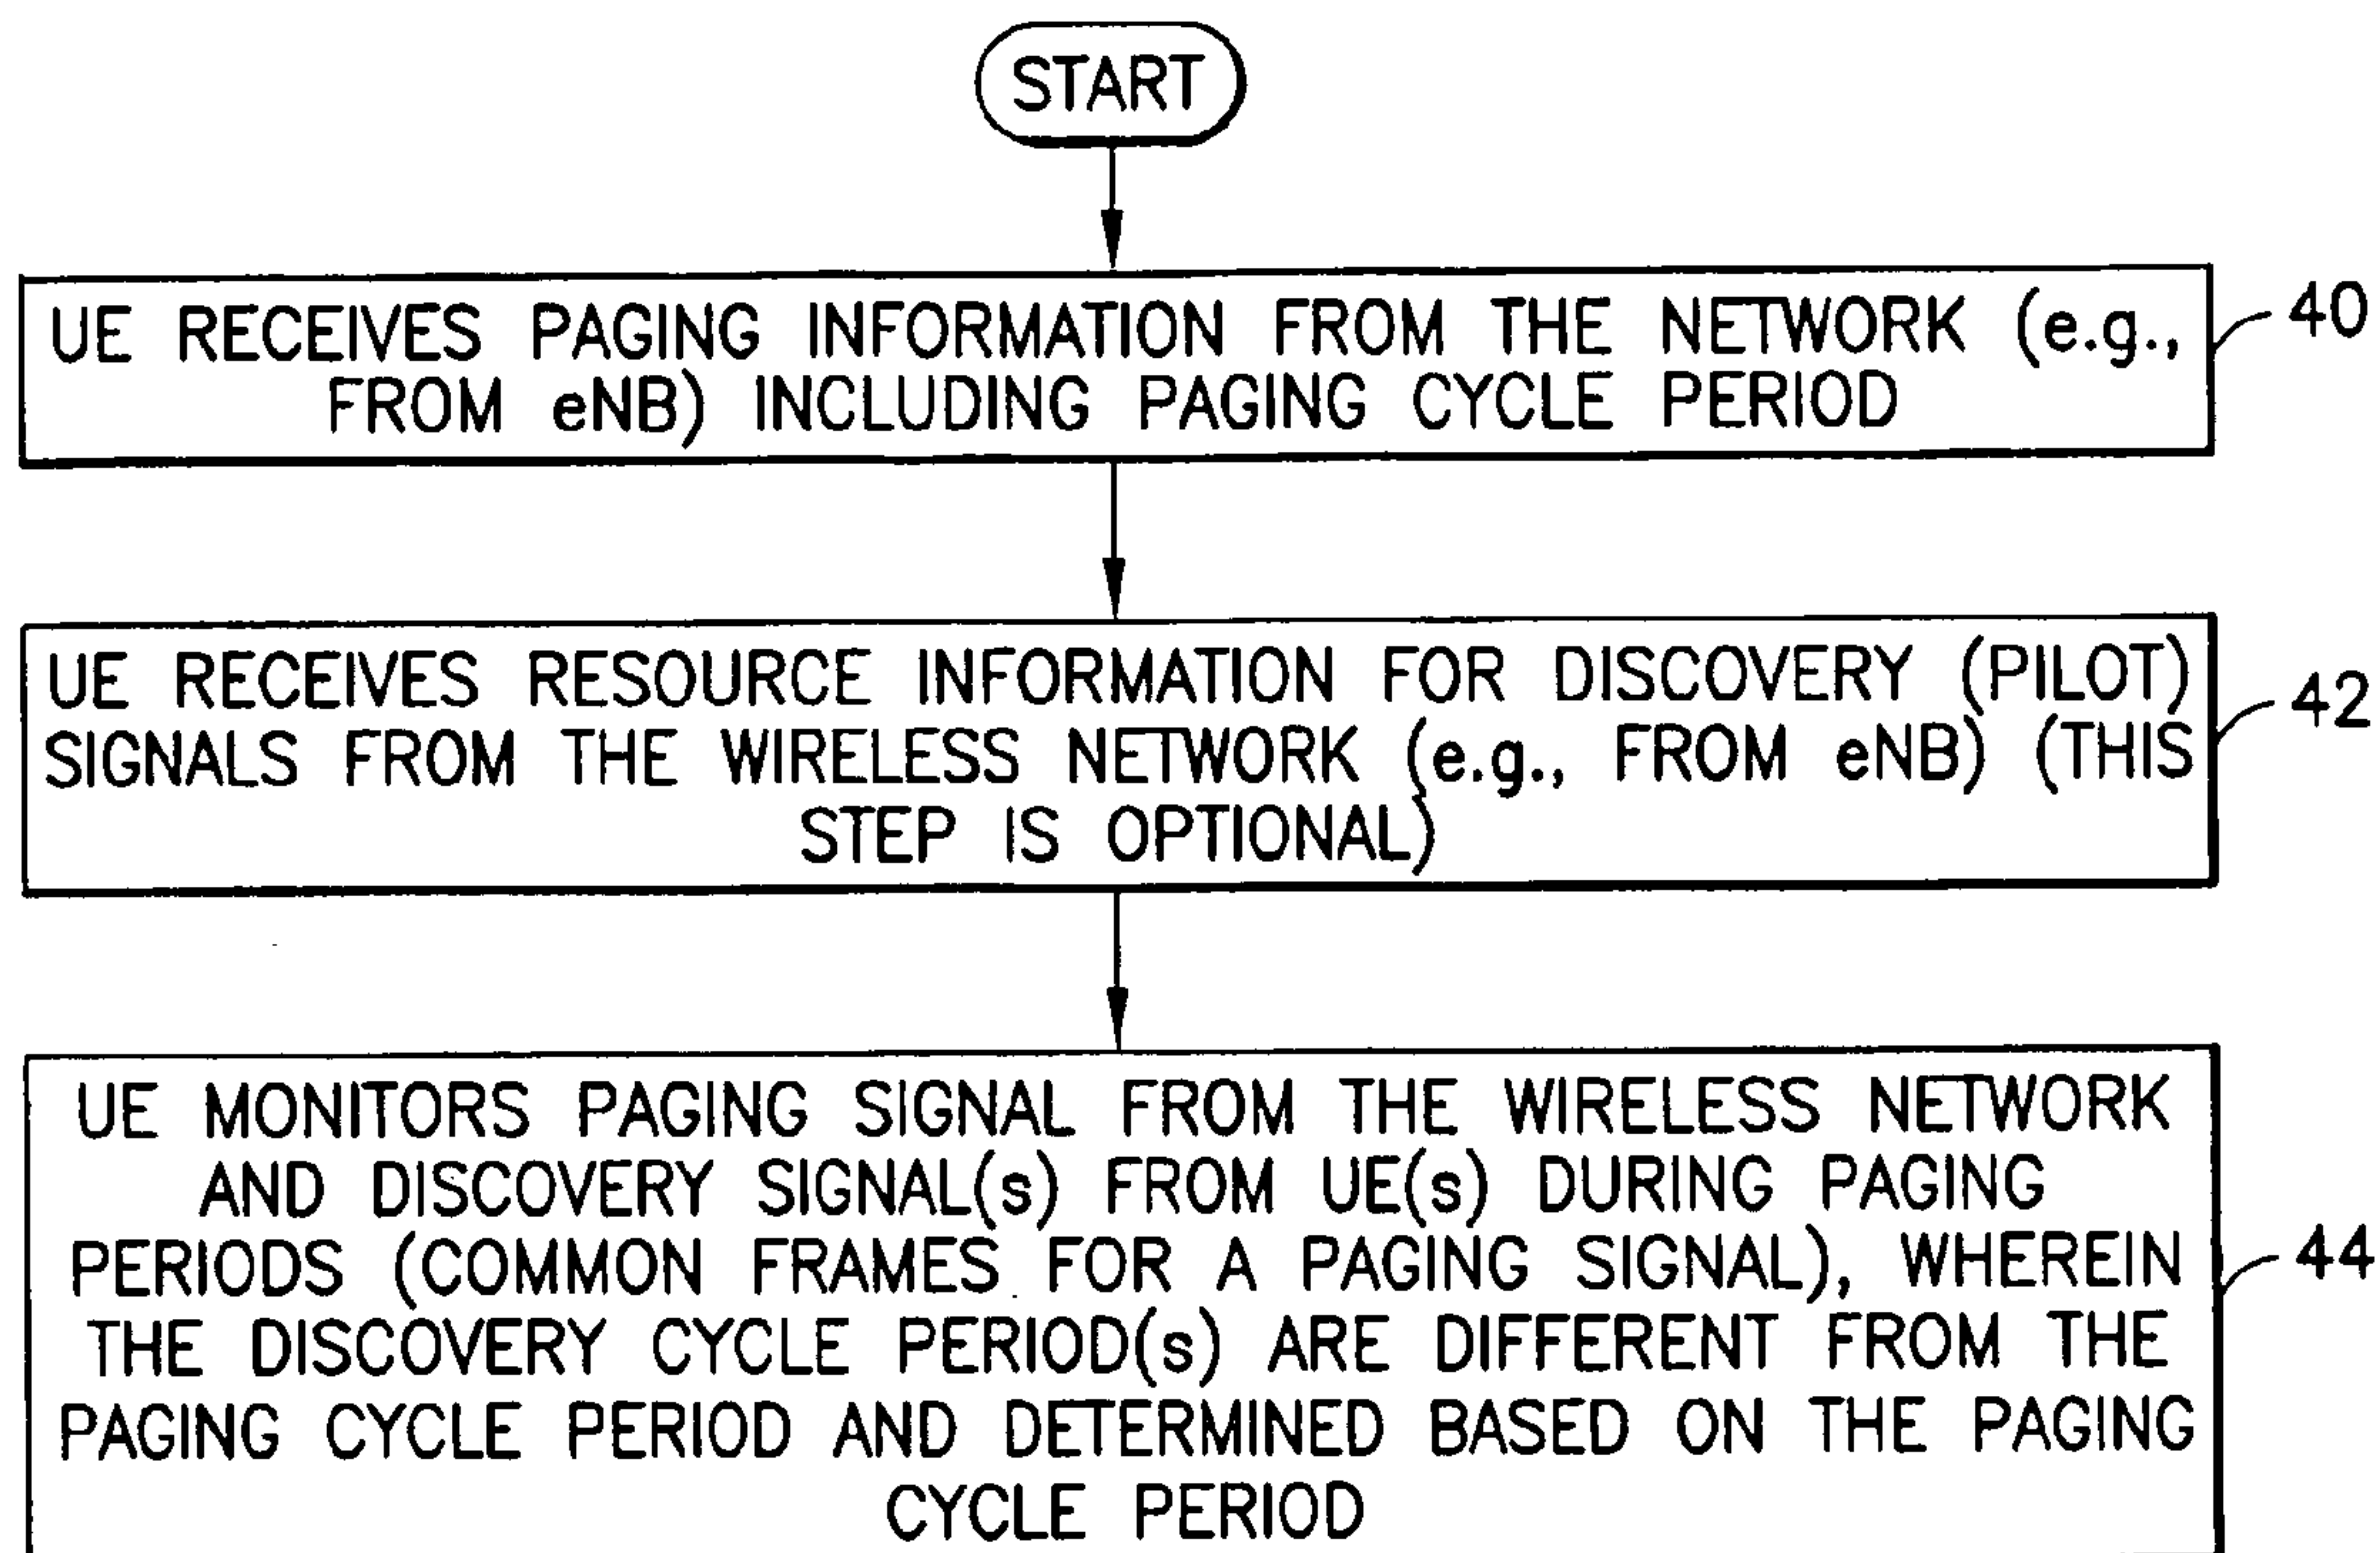 START
UE RECEIVES PAGING INFORMATION FROM THE NETWORK (e.g.,
FROM eNB) INCLUDING PAGING CYCLE PERIOD
40
UE RECEIVES RESOURCE INFORMATION FOR DISCOVERY (PILOT)
SIGNALS FROM THE WIRELESS NETWORK (e.g., FROM eNB) (THIS
STEP IS OPTIONAL)
42
UE MONITORS PAGING SIGNAL FROM THE WIRELESS NETWORK
AND DISCOVERY SIGNAL(s) FROM UE(s) DURING PAGING
PERIODS (COMMON FRAMES FOR A PAGING SIGNAL), WHEREIN
THE DISCOVERY CYCLE PERIOD(s) ARE DIFFERENT FROM THE
PAGING CYCLE PERIOD AND DETERMINED BASED ON THE PAGING
CYCLE PERIOD
44